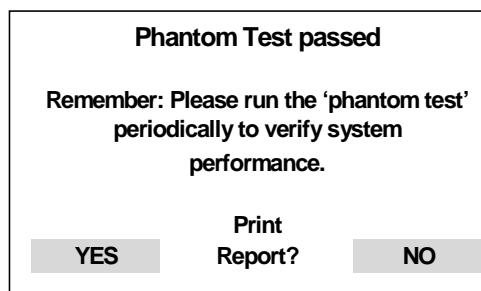 Phantom Test passed
Remember: Please run the ‘phantom test’
periodically to verify system
performance.
Print
YES Report? NO